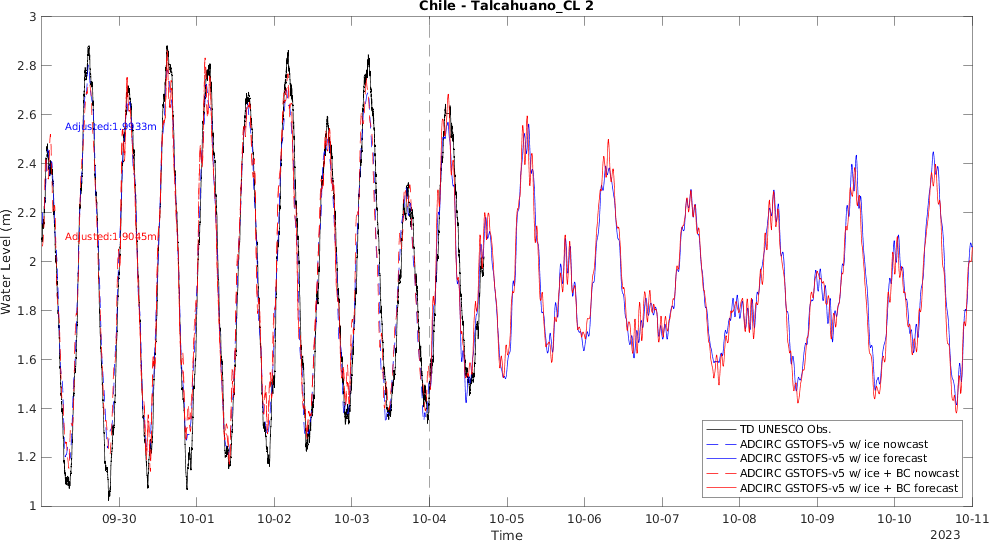 Chile - Talcahuano_CL 2
3
2.8
2.6
2.4
2.2
2
1.8
1.6
1.4
1.2
1
Water Level (m)
Adjusted:1.9933m
Adjusted:1.9045m
TD UNESCO Obs.
ADCIRC GSTOFS-v5 w/ ice nowcast
ADCIRC GSTOFS-v5 w/ ice forecast
ADCIRC GSTOFS-v5 w/ ice + BC nowcast
ADCIRC GSTOFS-v5 w/ ice + BC forecast
09-30 10-01 10-02 10-03 10-04 10-05 10-06 10-07 10-08 10-09 10-10 10-11
Time
2023